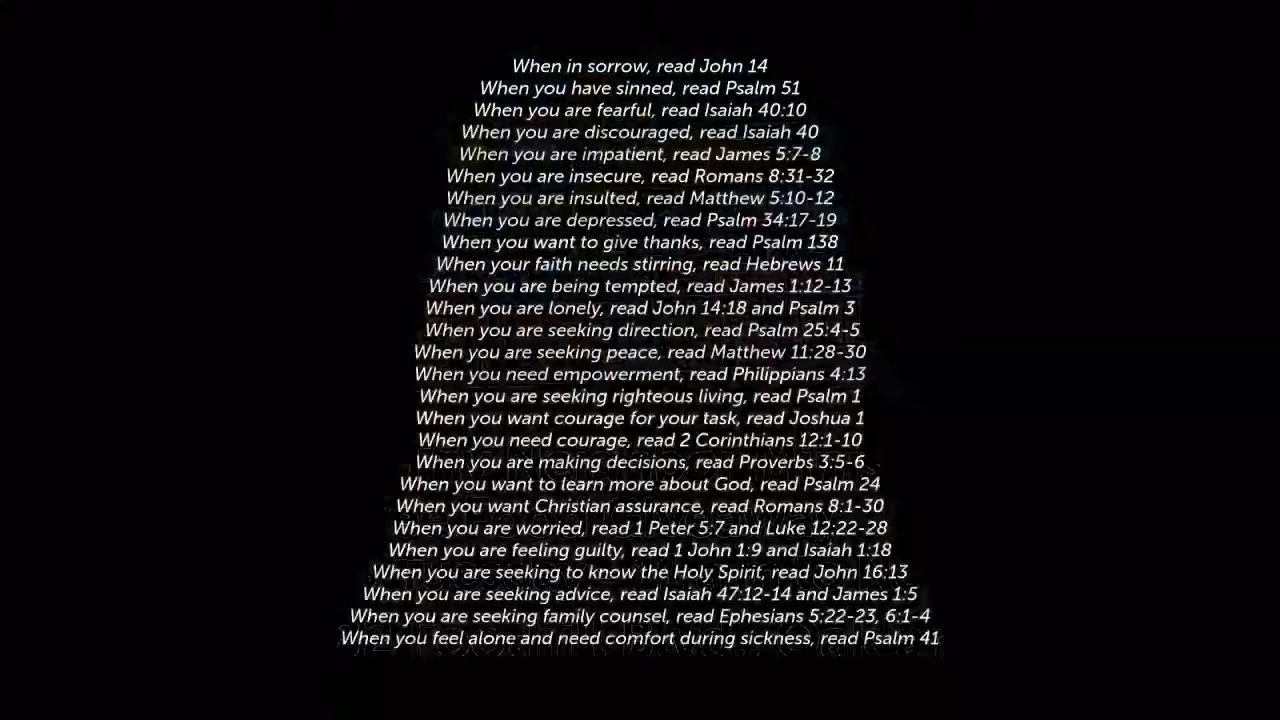 When in sorrow, read John 14
When you have sinned, read Psalm 51
When you are fearful, read Isaiah 40:10
When you are discouraged, read Isaiah 40
When you are impatient, read James 5:7-8
When you are insecure, read Romans 8:31-32
When you are insulted, read Matthew 5:10-12
When you are depressed, read Psalm 34:17-19
When you want to give thanks, read Psalm 138
When your faith needs stirring, read Hebrews 11
When you are being tempted, read James 1:12-13
When you are lonely, read John 14:18 and Psalm 3
When you are seeking direction, read Psalm 25:4-5
When you are seeking peace, read Matthew 11:28-30
When you need empowerment, read Philippians 4:13
When you are seeking righteous living, read Psalm 1
When you want courage for your task, read Joshua 1
When you need courage, read 2 Corinthians 12:1-10
When you are making decisions, read Proverbs 3:5-6
When you want to learn more about God, read Psalm 24
When you want Christian assurance, read Romans 8:1-30
When you are worried, read 1 Peter 5:7 and Luke 12:22-28
When you are feeling guilty, read 1 John 1:9 and Isaiah 1:18
When you are seeking to know the Holy Spirit, read John 16:13
When you are seeking advice, read Isaiah 47:12-14 and James 1:5
When you are seeking family counsel, read Ephesians 5:22-23, 6:1-4
When you feel alone and need comfort during sickness, read Psalm 41